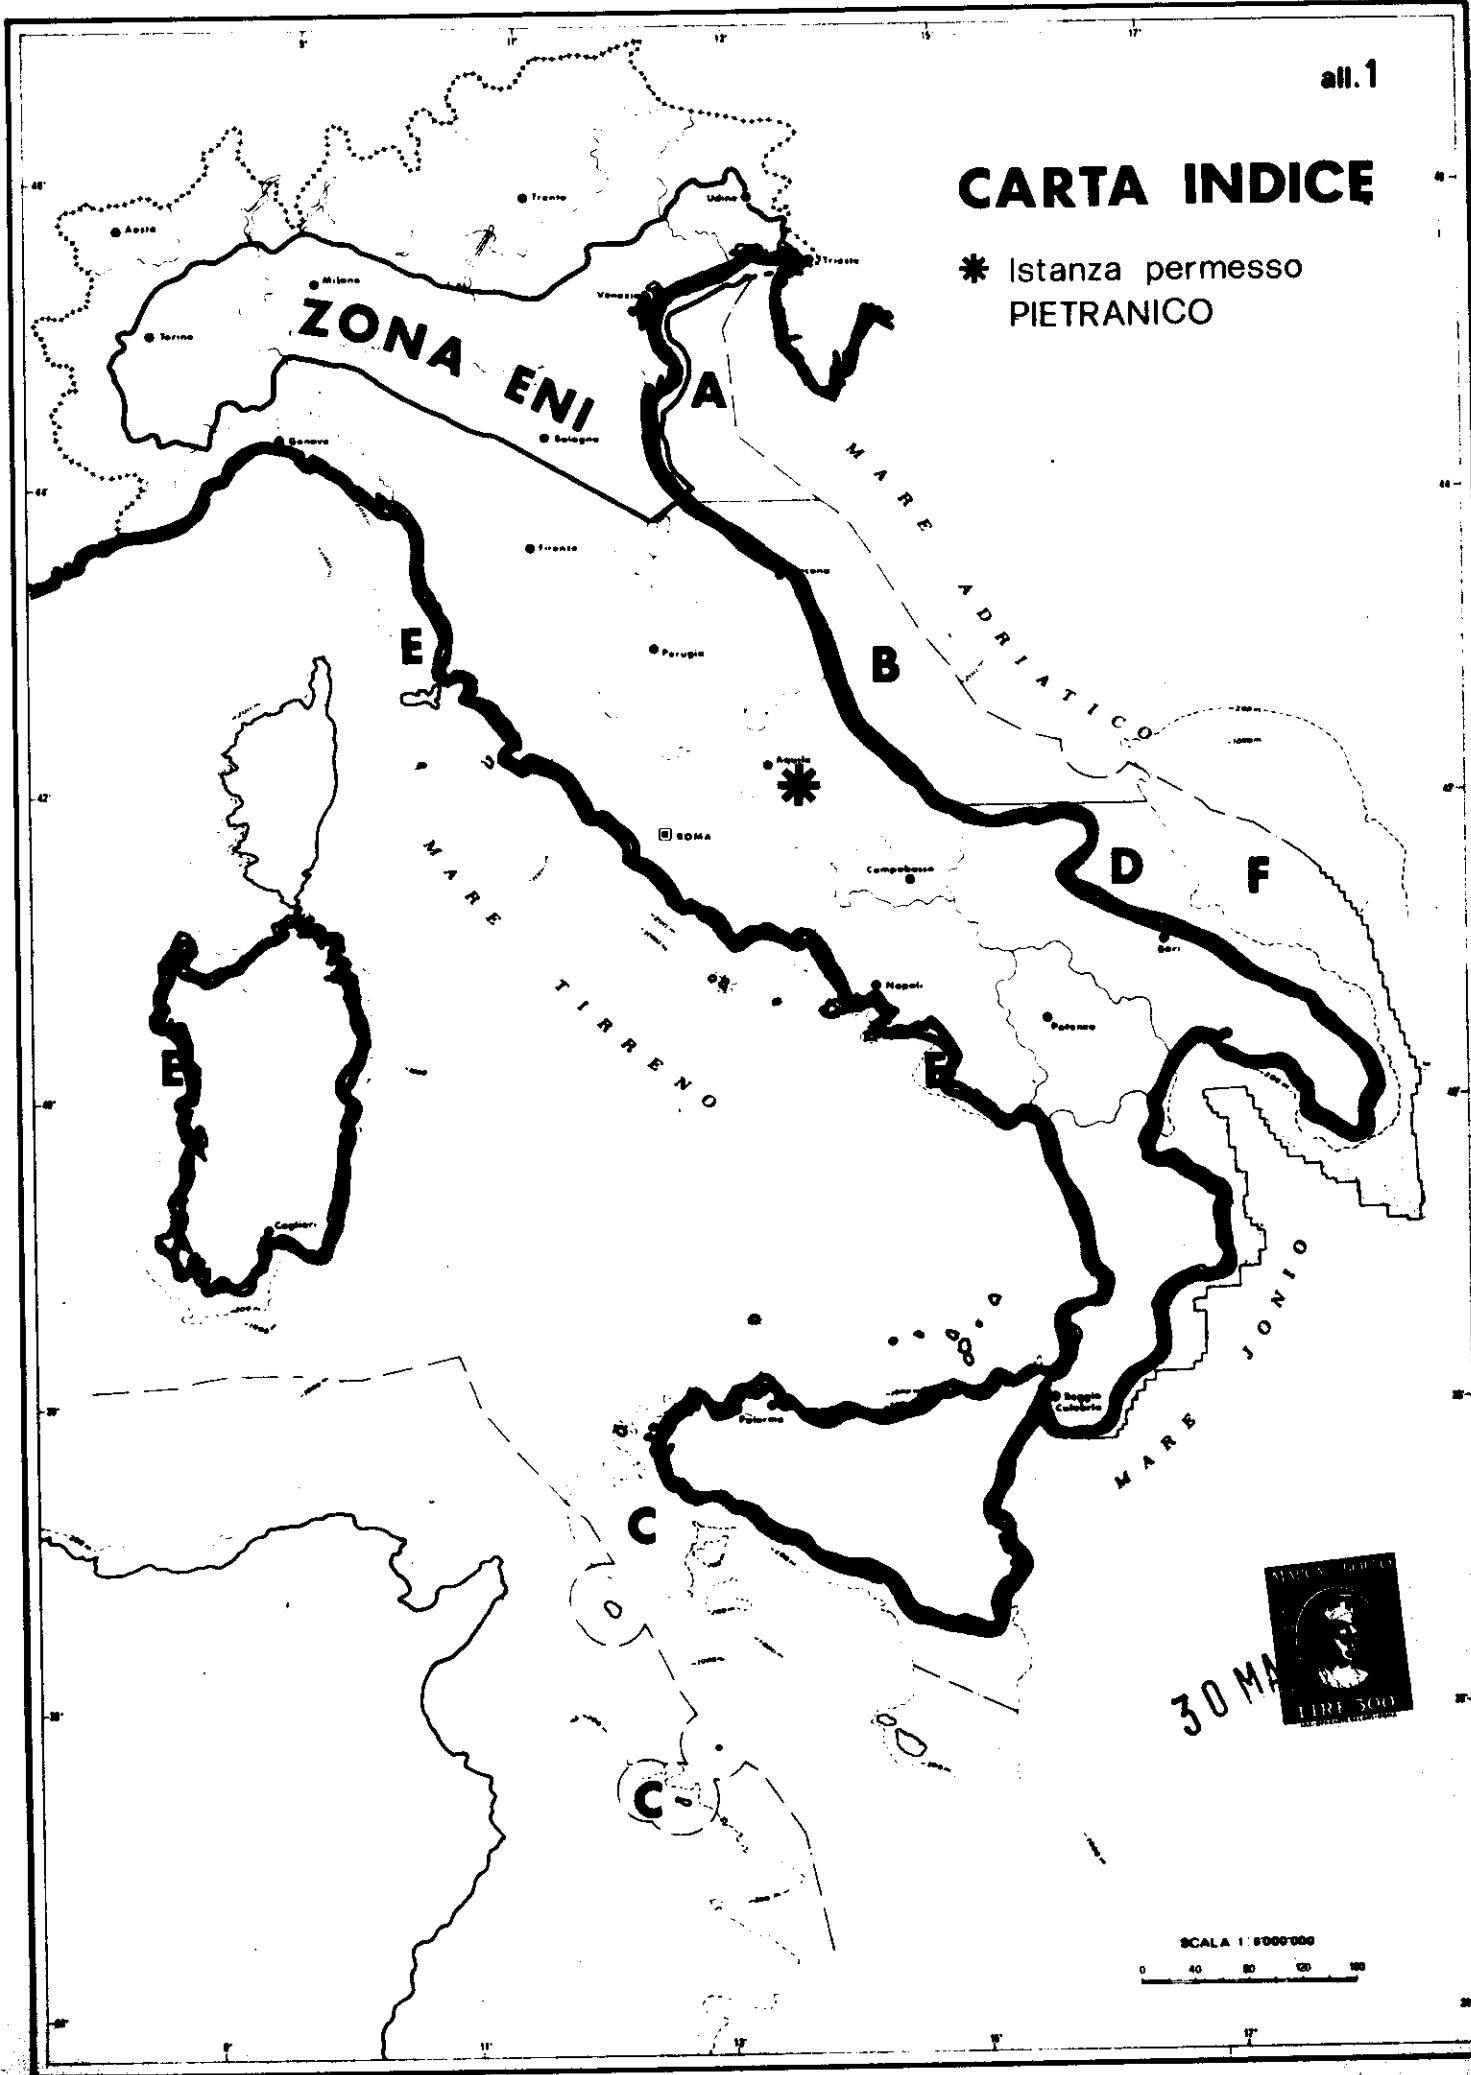 all.1
CARTA INDICE
Istanza permesso
PIETRANICO
Trento
Udine
Aosta
Trieste
Milano
Venezia
Torino
ZONA ENI
A
Bologna
Genova
MARE ADRIATICO
Firenze
E
Perugia
B
Aquila
ROMA
MARE TIRRENO
Campobasso
D
F
Bari
Napoli
Potenza
E
E
Cagliari
MARE JONIO
Reggio
Calabria
Palermo
C
C
30 MA
LIRE 500
SCALA 1:
0 40 80 120 160